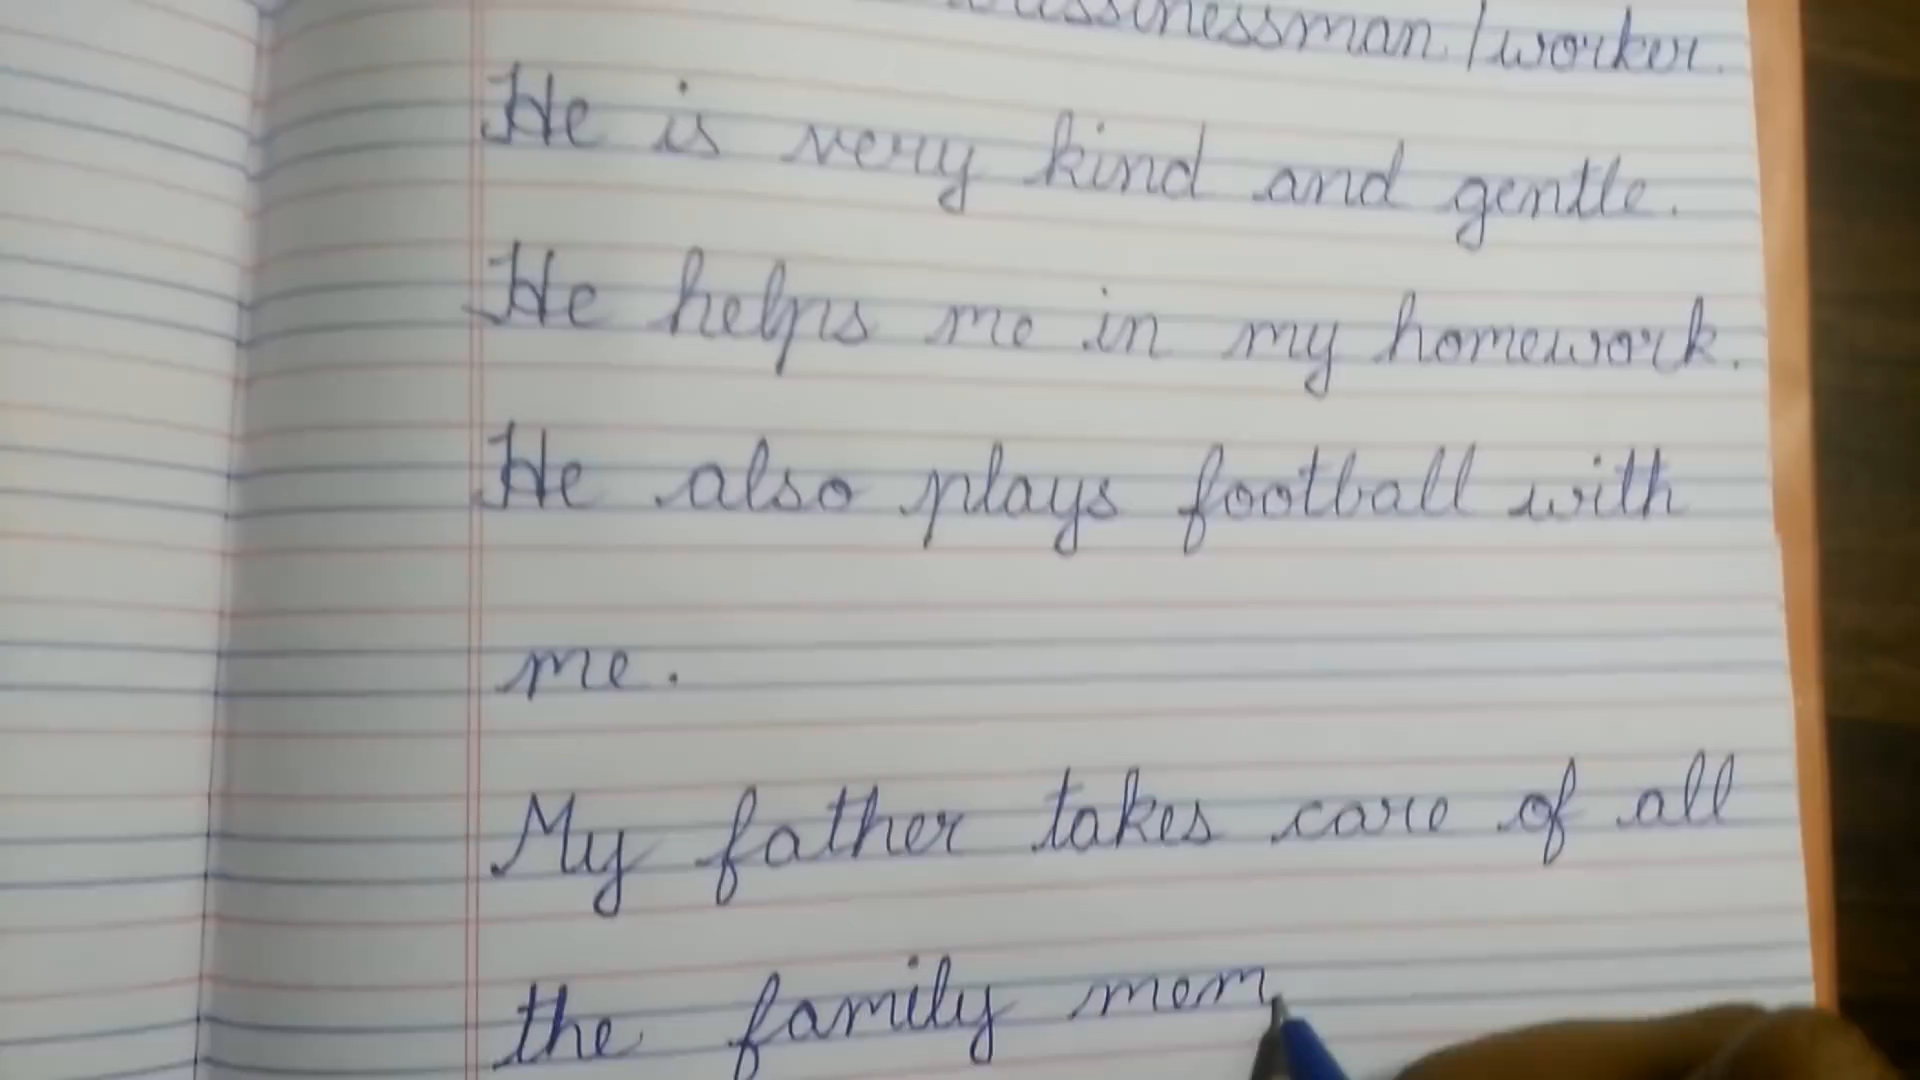 bussinessman/worker.
He is very kind and gentle.
He helps me in my homework.
He also plays football with
me.
My father takes care of all
the family mem